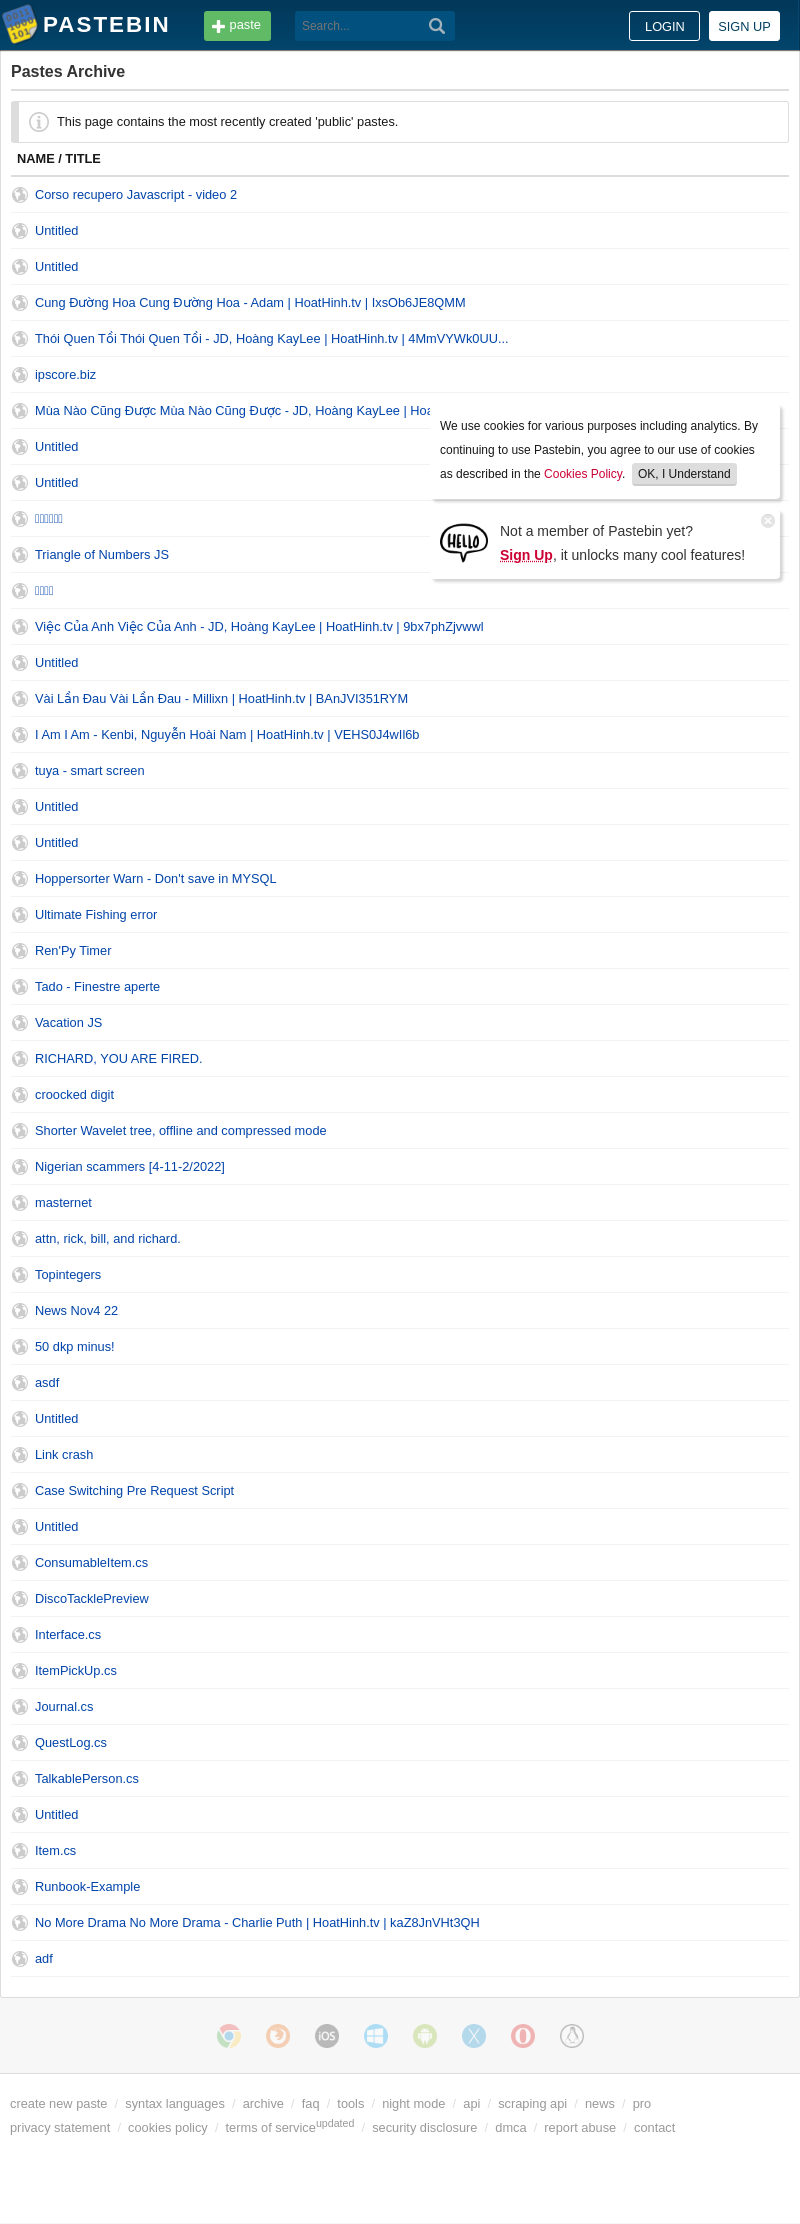 PASTEBIN
paste
Search...
LOGIN
SIGN UP
Pastes Archive
This page contains the most recently created 'public' pastes.
NAME / TITLE
Corso recupero Javascript - video 2
Untitled
Untitled
Cung Đường Hoa Cung Đường Hoa - Adam | HoatHinh.tv | IxsOb6JE8QMM
Thói Quen Tồi Thói Quen Tồi - JD, Hoàng KayLee | HoatHinh.tv | 4MmVYWk0UU...
ipscore.biz
Mùa Nào Cũng Được Mùa Nào Cũng Được - JD, Hoàng KayLee |
We use cookies for various purposes including analytics. By
continuing to use Pastebin, you agree to our use of cookies
as described in the Cookies Policy. OK, I Understand
Untitled
Untitled
Not a member of Pastebin yet?
HELLO
Sign Up, it unlocks many cool features!
Triangle of Numbers JS
Việc Của Anh Việc Của Anh - JD, Hoàng KayLee | HoatHinh.tv | 9bx7phZjvwwl
Untitled
Vài Lần Đau Vài Lần Đau - Millixn | HoatHinh.tv | BAnJVI351RYM
I Am I Am - Kenbi, Nguyễn Hoài Nam | HoatHinh.tv | VEHS0J4wIl6b
tuya - smart screen
Untitled
Untitled
Hoppersorter Warn - Don't save in MYSQL
Ultimate Fishing error
Ren'Py Timer
Tado - Finestre aperte
Vacation JS
RICHARD, YOU ARE FIRED.
croocked digit
Shorter Wavelet tree, offline and compressed mode
Nigerian scammers [4-11-2/2022]
masternet
attn, rick, bill, and richard.
Topintegers
News Nov4 22
50 dkp minus!
asdf
Untitled
Link crash
Case Switching Pre Request Script
Untitled
ConsumableItem.cs
DiscoTacklePreview
Interface.cs
ItemPickUp.cs
Journal.cs
QuestLog.cs
TalkablePerson.cs
Untitled
Item.cs
Runbook-Example
No More Drama No More Drama - Charlie Puth | HoatHinh.tv | kaZ8JnVHt3QH
adf
iOS
create new paste / syntax languages / archive / faq / tools / night mode / api / scraping api / news / pro
privacy statement / cookies policy / terms of service updated / security disclosure / dmca / report abuse / contact